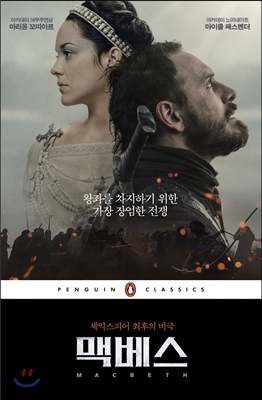 아카데미 여우주연상
마리옹 꼬띠아르
아카데미 노미네이트
마이클 패스벤더
왕좌를 차지하기 위한
가장 장엄한 전쟁
PENGUIN CLASSICS
셰익스피어 최후의 비극
맥베스
MACBETH
yes24